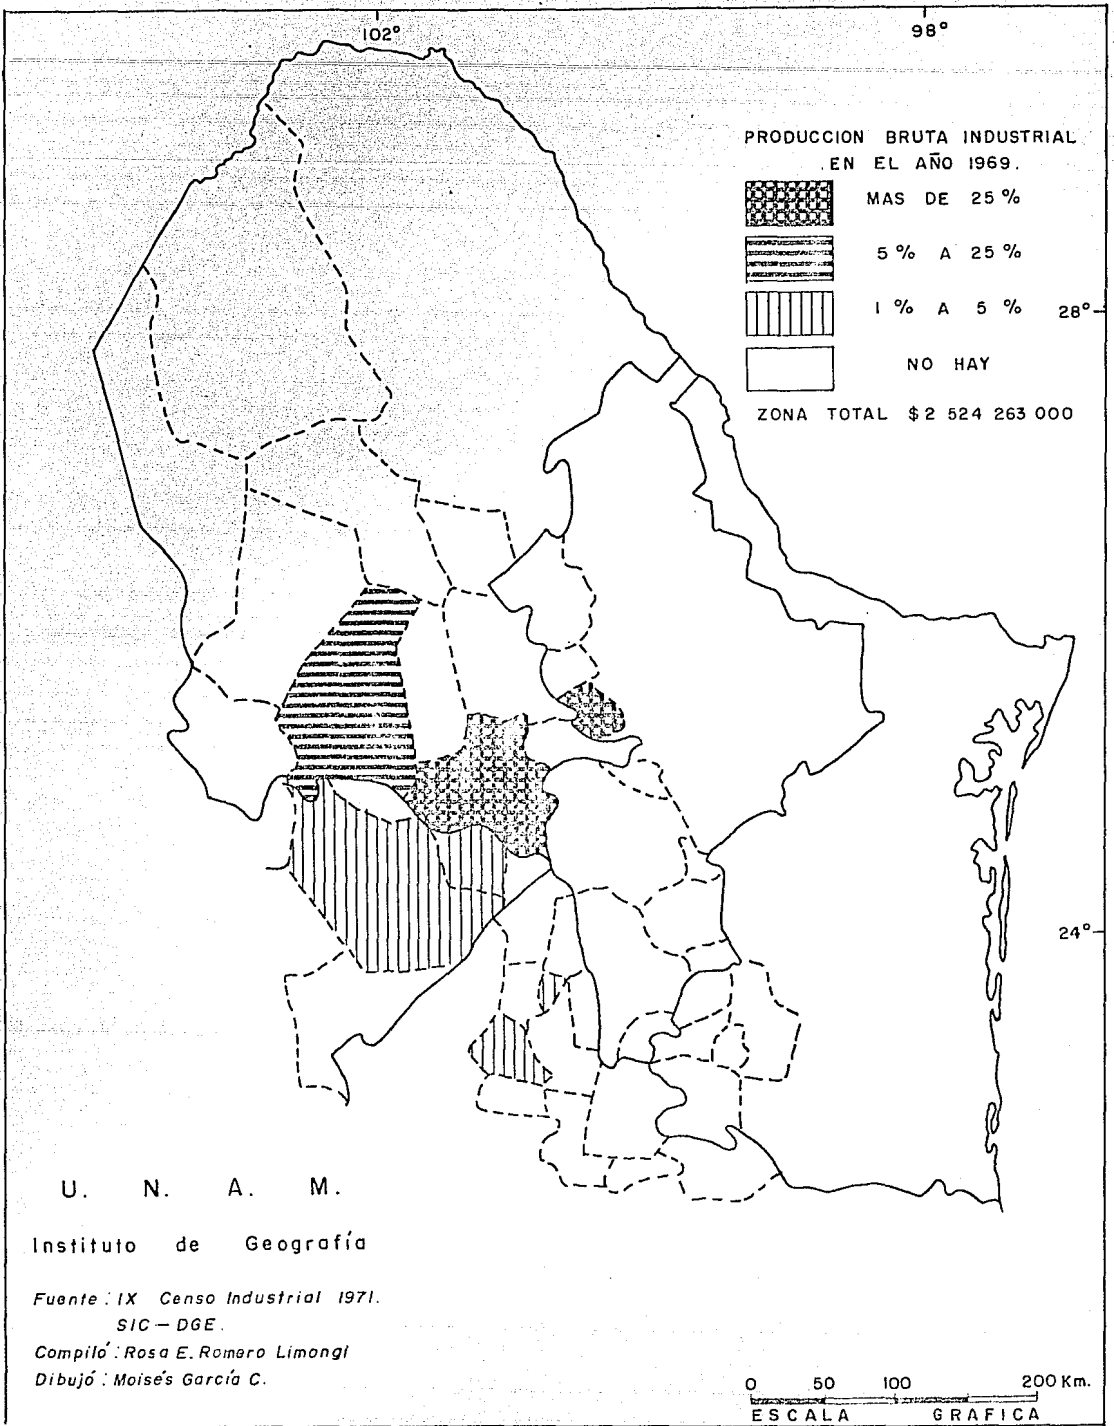 102°
98°
PRODUCCION BRUTA INDUSTRIAL
EN EL AÑO 1969.
MAS DE 25 %
5 % A 25 %
1 % A 5 %
28°
NO HAY
ZONA TOTAL $ 2 524 263 000
24°
U. N. A. M.
Instituto de Geografía
Fuente : IX Censo Industrial 1971.
SIC – DGE.
Compiló : Rosa E. Romero Limongi
Dibujó : Moisés García C.
0 50 100 200 Km.
ESCALA GRAFICA